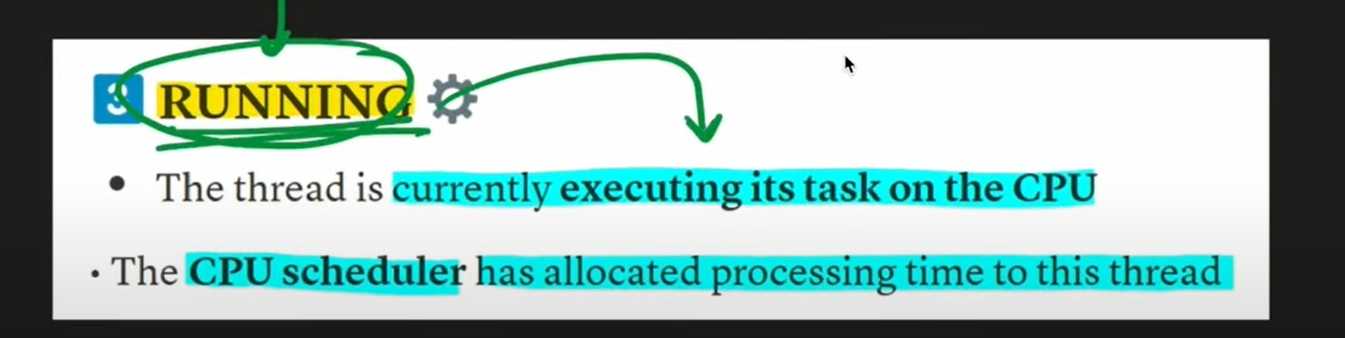 3 RUNNING
• The thread is currently executing its task on the CPU
• The CPU scheduler has allocated processing time to this thread